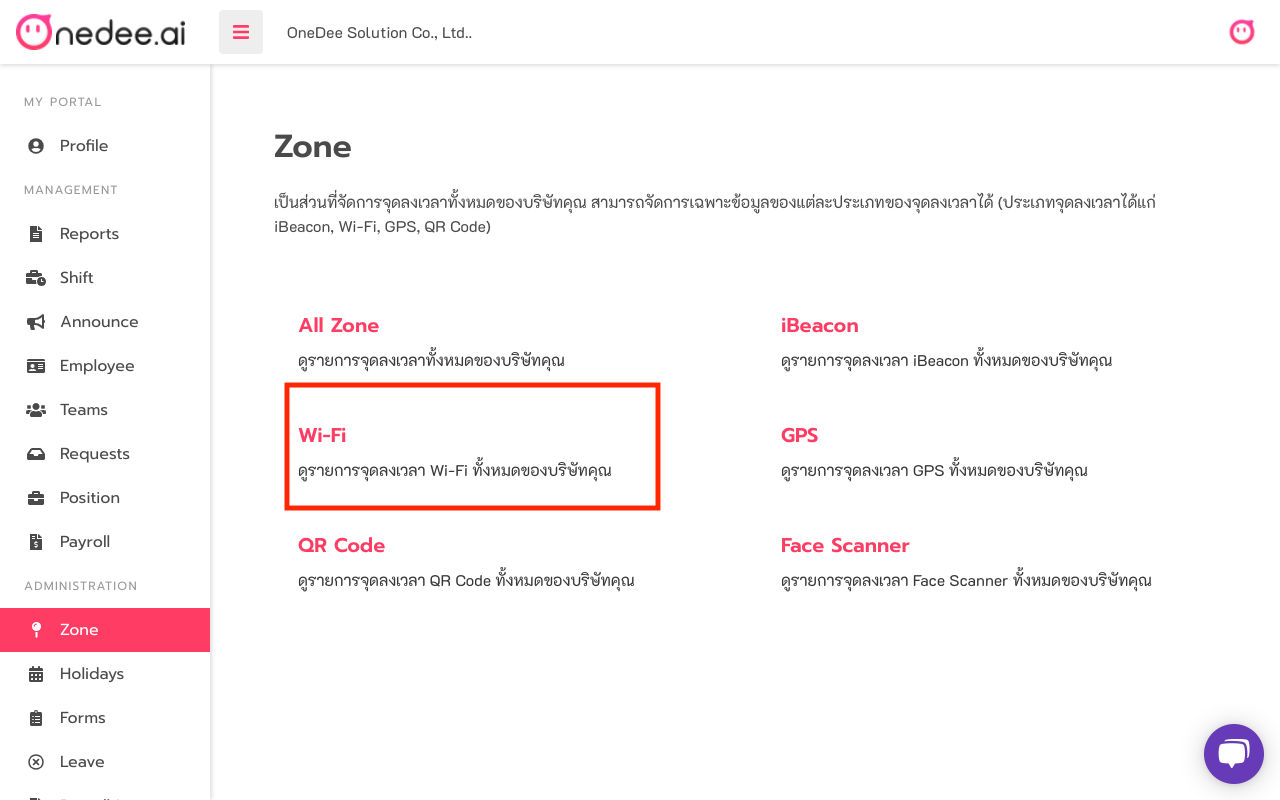 Onedee.ai
OneDee Solution Co., Ltd..
MY PORTAL
Profile
MANAGEMENT
Reports
Shift
Announce
Employee
Teams
Requests
Position
Payroll
ADMINISTRATION
Zone
Holidays
Forms
Leave
Zone
เป็นส่วนที่จัดการจุดลงเวลาทั้งหมดของบริษัทคุณ สามารถจัดการเฉพาะข้อมูลของแต่ละประเภทของจุดลงเวลาได้ (ประเภทจุดลงเวลาได้แก่
iBeacon, Wi-Fi, GPS, QR Code)
All Zone
ดูรายการจุดลงเวลาทั้งหมดของบริษัทคุณ
iBeacon
ดูรายการจุดลงเวลา iBeacon ทั้งหมดของบริษัทคุณ
Wi-Fi
ดูรายการจุดลงเวลา Wi-Fi ทั้งหมดของบริษัทคุณ
GPS
ดูรายการจุดลงเวลา GPS ทั้งหมดของบริษัทคุณ
QR Code
ดูรายการจุดลงเวลา QR Code ทั้งหมดของบริษัทคุณ
Face Scanner
ดูรายการจุดลงเวลา Face Scanner ทั้งหมดของบริษัทคุณ